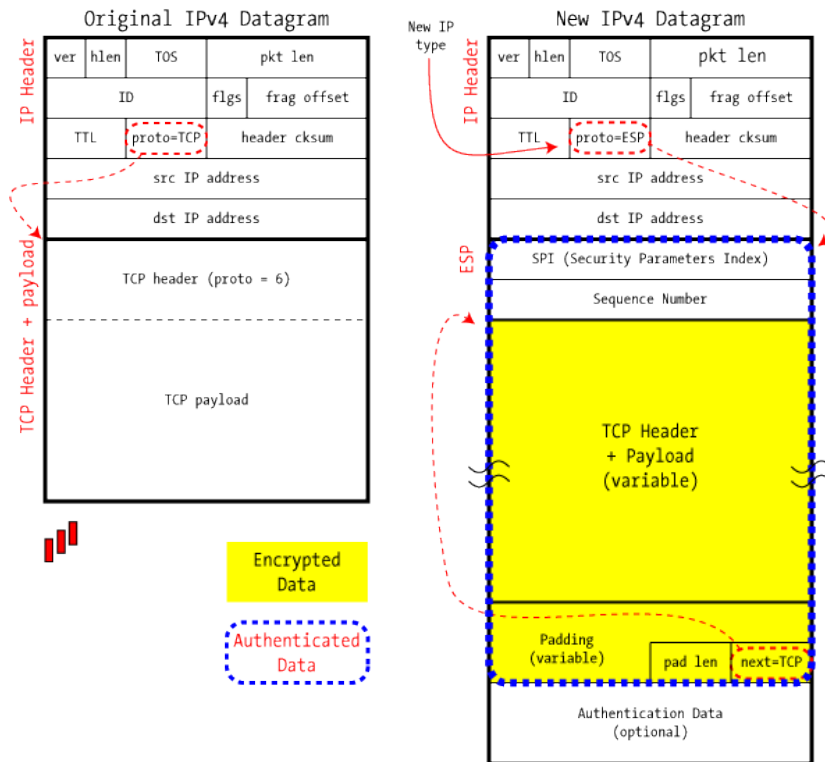 Original IPv4 Datagram
IP Header
ver hlen TOS pkt len
ID flgs frag offset
TTL proto=TCP header cksum
src IP address
dst IP address
TCP Header + payload
TCP header (proto = 6)
TCP payload
Encrypted
Data
Authenticated
Data
New IPv4 Datagram
New IP
type
IP Header
ver hlen TOS pkt len
ID flgs frag offset
TTL proto=ESP header cksum
src IP address
dst IP address
ESP
SPI (Security Parameters Index)
Sequence Number
TCP Header
+ Payload
(variable)
Padding
(variable)
pad len next=TCP
Authentication Data
(optional)